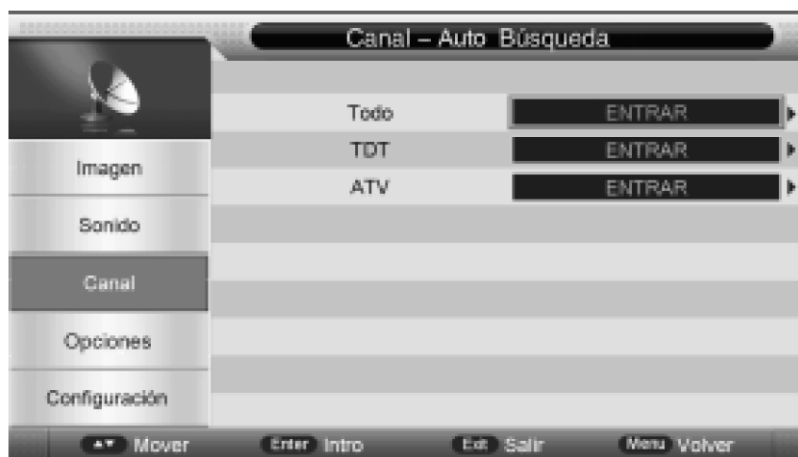 Canal – Auto Búsqueda
Todo ENTRAR
TDT ENTRAR
ATV ENTRAR
Imagen
Sonido
Canal
Opciones
Configuración
Mover Enter Intro Exit Salir Menu Volver